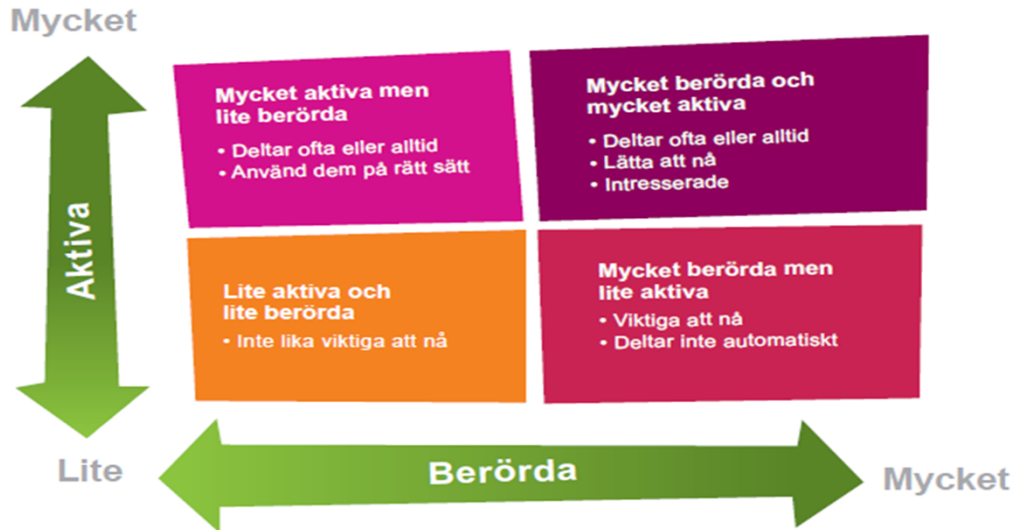 Mycket
Mycket aktiva men
lite berörda
• Deltar ofta eller alltid
• Använd dem på rätt sätt
Mycket berörda och
mycket aktiva
• Deltar ofta eller alltid
• Lätta att nå
• Intresserade
Aktiva
Lite aktiva och
lite berörda
• Inte lika viktiga att nå
Mycket berörda men
lite aktiva
• Viktiga att nå
• Deltar inte automatiskt
Lite
Berörda
Mycket